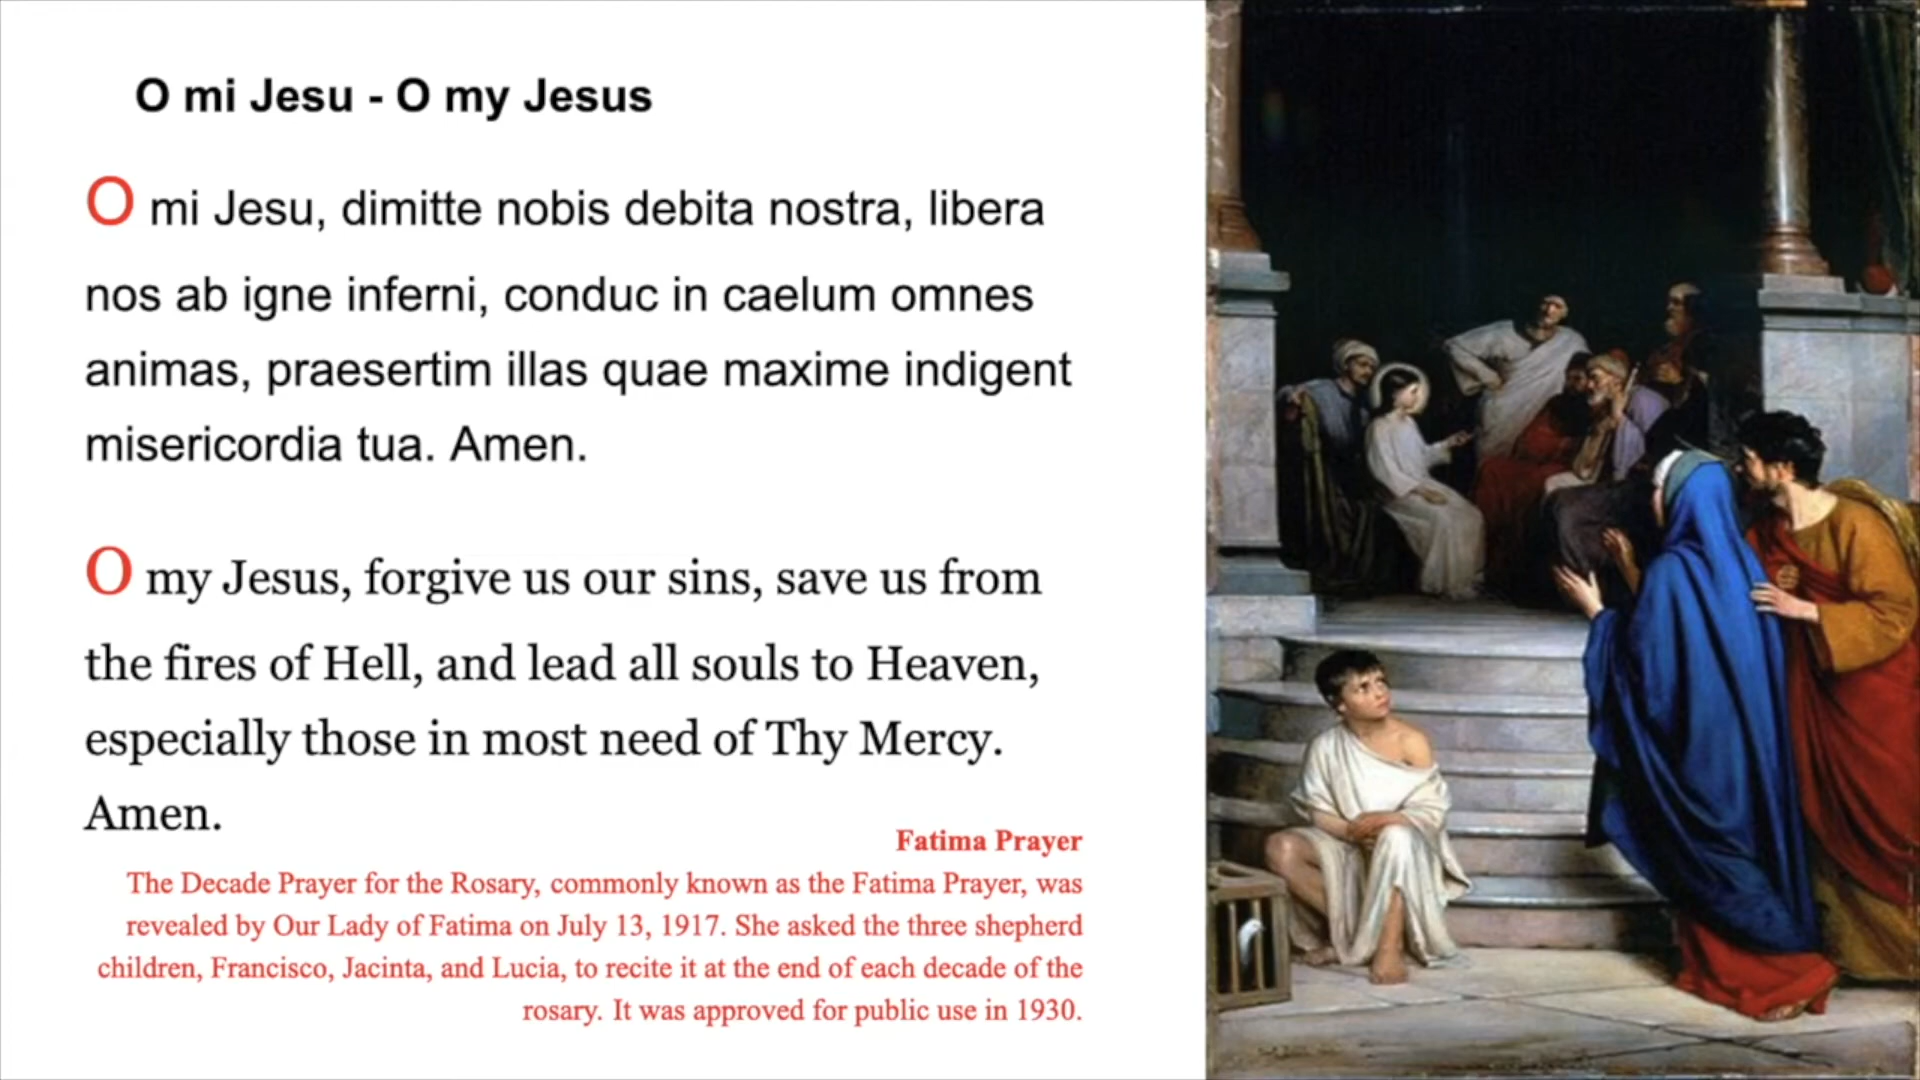 O mi Jesu - O my Jesus
O mi Jesu, dimitte nobis debita nostra, libera
nos ab igne inferni, conduc in caelum omnes
animas, praesertim illas quae maxime indigent
misericordia tua. Amen.
O my Jesus, forgive us our sins, save us from
the fires of Hell, and lead all souls to Heaven,
especially those in most need of Thy Mercy.
Amen.
Fatima Prayer
The Decade Prayer for the Rosary, commonly known as the Fatima Prayer, was
revealed by Our Lady of Fatima on July 13, 1917. She asked the three shepherd
children, Francisco, Jacinta, and Lucia, to recite it at the end of each decade of the
rosary. It was approved for public use in 1930.